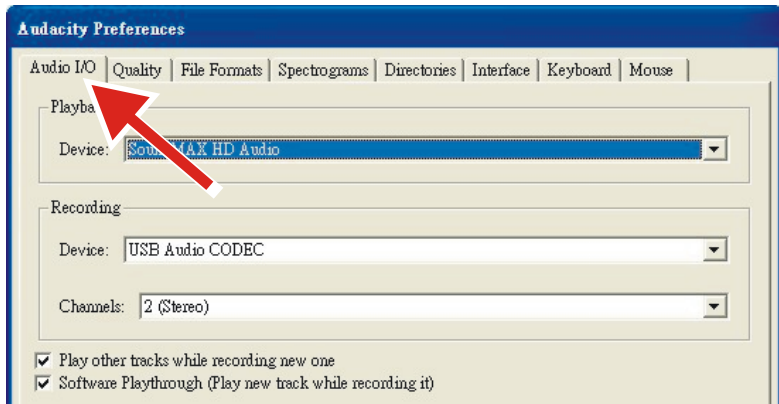 Audacity Preferences
Audio I/O Quality File Formats Spectrograms Directories Interface Keyboard Mouse
Device: HD Audio
Recording
Device: USB Audio CODEC
Channels: 2 (Stereo)
Play other tracks while recording new one
Software Playthrough (Play new track while recording it)